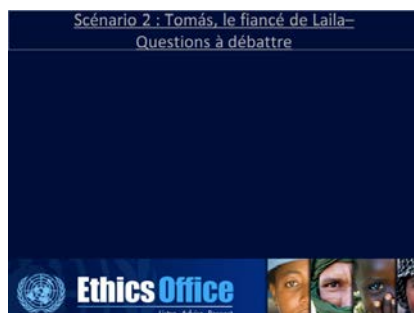 Scénario 2 : Tomás, le fiancé de Laila–
Questions à débattre
Ethics Office